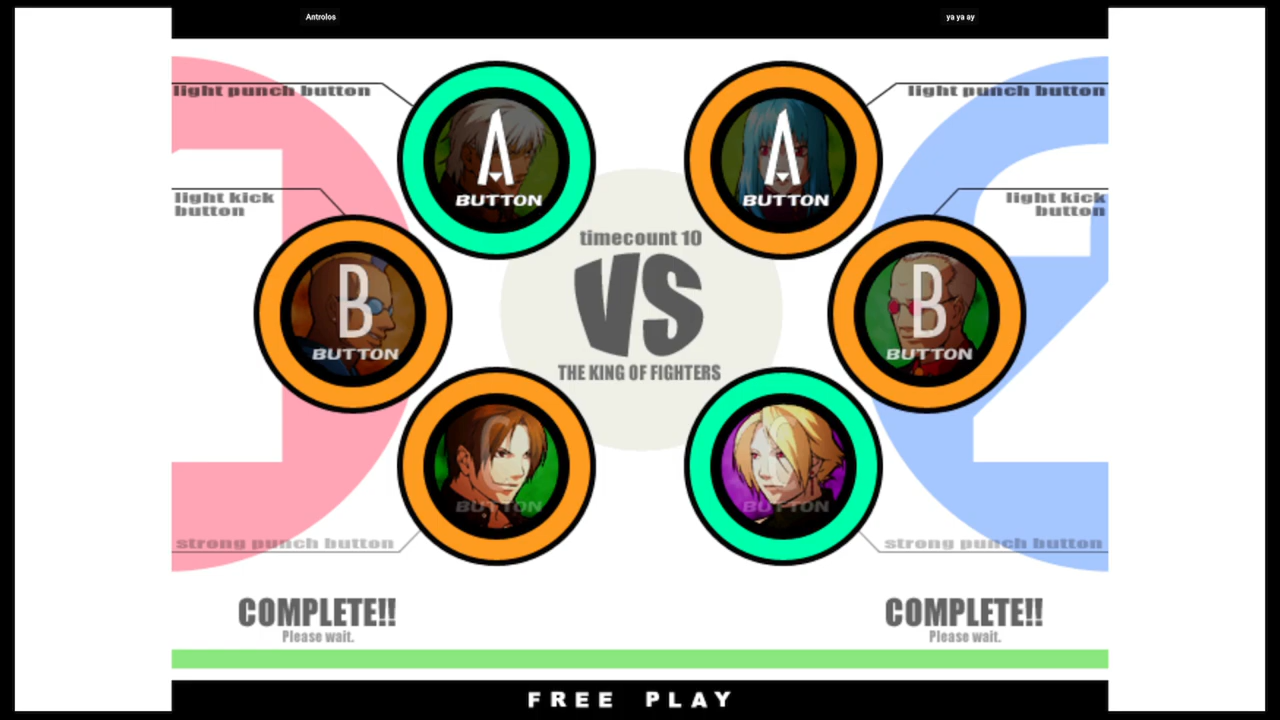 Antrolos
ya ya ay
light punch button
light punch button
A
BUTTON
A
BUTTON
light kick
button
light kick
button
timecount 10
VS
THE KING OF FIGHTERS
B
BUTTON
B
BUTTON
BUTTON
BUTTON
strong punch button
strong punch button
COMPLETE!!
Please wait.
COMPLETE!!
Please wait.
FREE PLAY